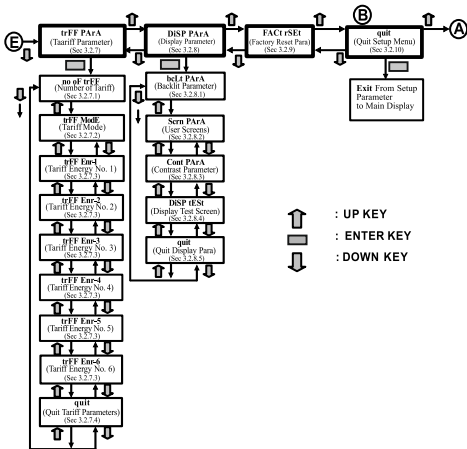 B
E
trFF PArA
(Taariff Parameter)
(Sec 3.2.7)
DiSP PArA
(Display Parameter)
(Sec 3.2.8)
FACt rSEt
(Factory Reset Para)
(Sec 3.2.9)
quit
(Quit Setup Menu)
(Sec 3.2.10)
A
no oF trFF
(Number of Tariff)
(Sec 3.2.7.1)
trFF ModE
(Tariff Mode)
(Sec 3.2.7.2)
trFF Enr-1
(Tariff Energy No. 1)
(Sec 3.2.7.3)
trFF Enr-2
(Tariff Energy No. 2)
(Sec 3.2.7.3)
trFF Enr-3
(Tariff Energy No. 3)
(Sec 3.2.7.3)
trFF Enr-4
(Tariff Energy No. 4)
(Sec 3.2.7.3)
trFF Enr-5
(Tariff Energy No. 5)
(Sec 3.2.7.3)
trFF Enr-6
(Tariff Energy No. 6)
(Sec 3.2.7.3)
quit
(Quit Tariff Parameters)
(Sec 3.2.7.4)
bcLt PArA
(Backlit Parameter)
(Sec 3.2.8.1)
Scrn PArA
(User Screens)
(Sec 3.2.8.2)
Cont PArA
(Contrast Parameter)
(Sec 3.2.8.3)
DiSP tESt
(Display Test Screen)
(Sec 3.2.8.4)
quit
(Quit Display Para)
(Sec 3.2.8.5)
Exit From Setup
Parameter
to Main Display
: UP KEY
: ENTER KEY
: DOWN KEY